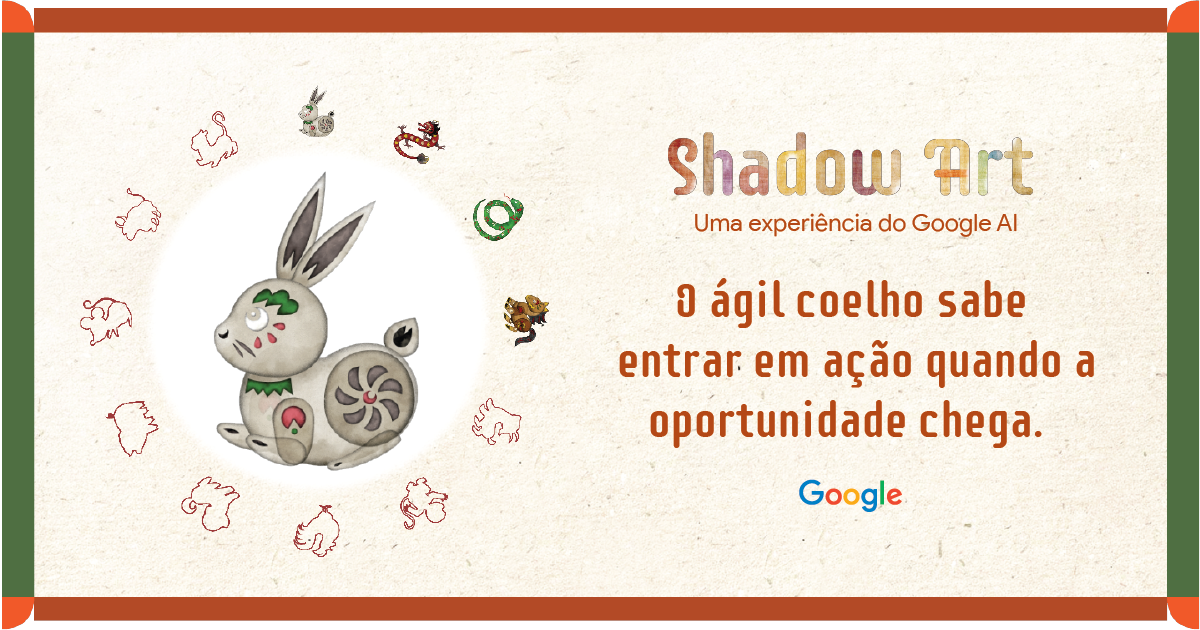 Shadow Art
Uma experiência do Google AI
O ágil coelho sabe
entrar em ação quando a
oportunidade chega.
Google